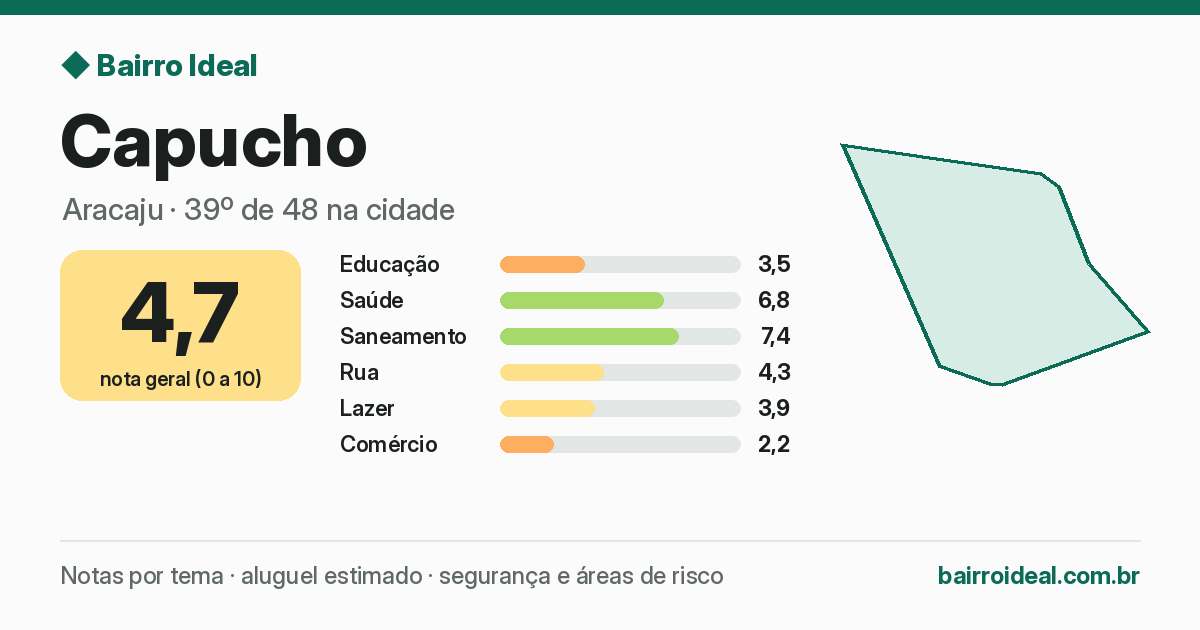 Bairro Ideal
Capucho
Aracaju · 39º de 48 na cidade
4,7
nota geral (0 a 10)
Educação 3,5
Saúde 6,8
Saneamento 7,4
Rua 4,3
Lazer 3,9
Comércio 2,2
Notas por tema · aluguel estimado · segurança e áreas de risco
bairroideal.com.br